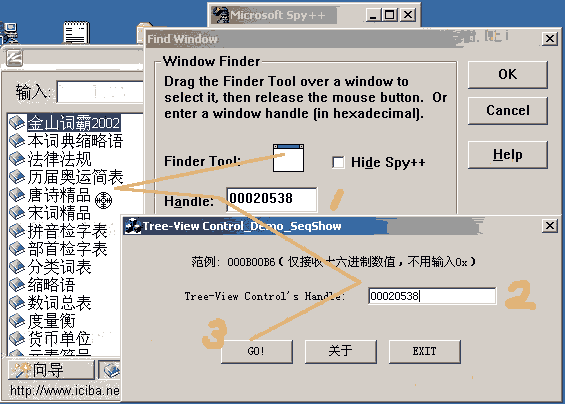 Microsoft Spy++
Find Window
Window Finder
Drag the Finder Tool over a window to
select it, then release the mouse button. Or
enter a window handle (in hexadecimal).
OK
Cancel
Help
Finder Tool:
Hide Spy++
Handle: 00020538
1
输入:
金山词霸2002
本词典缩略语
法律法规
历届奥运简表
唐诗精品
宋词精品
拼音检字表
部首检字表
分类词表
缩略语
数词总表
度量衡
货币单位
元素符号
向导
http://www.iciba.ne
Tree-View Control_Demo_SeqShow
范例: 000B00B6(仅接收十六进制数值,不用输入0x)
Tree-View Control's Handle: 00020538
2
3
GO!
关于
EXIT